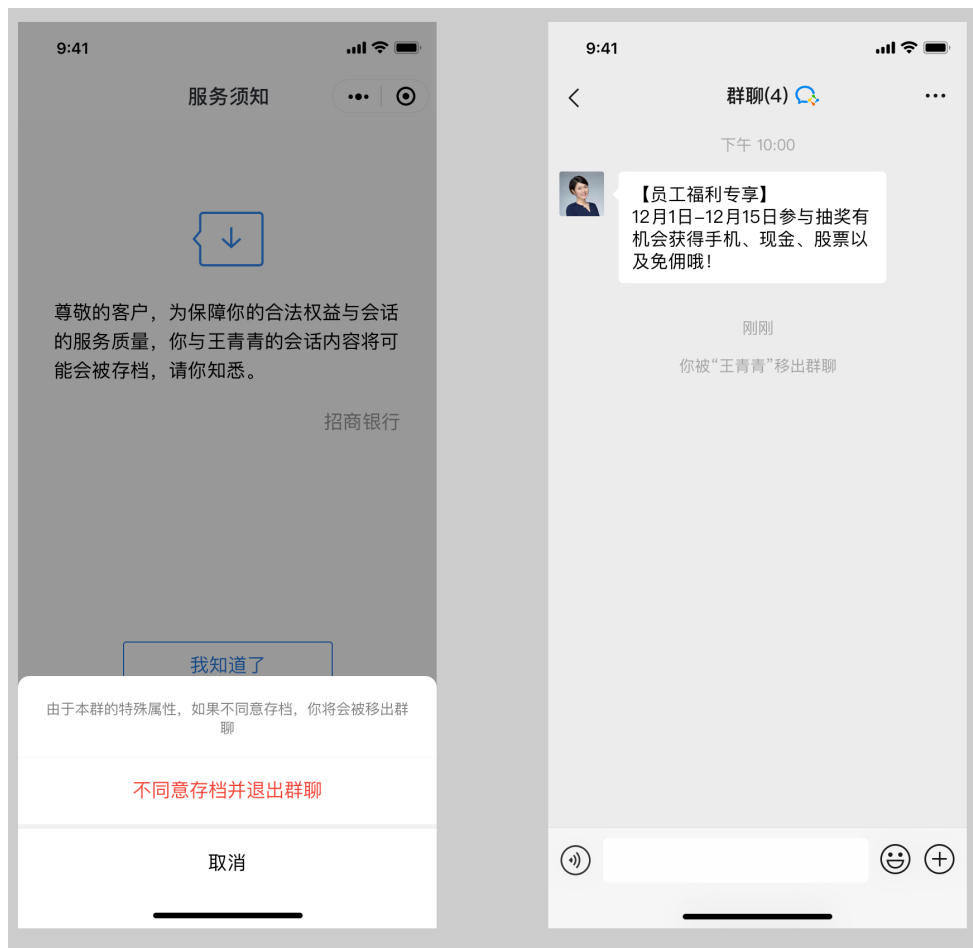 9:41
服务须知
尊敬的客户，为保障你的合法权益与会话
的服务质量，你与王青青的会话内容将可
能会被存档，请你知悉。
招商银行
我知道了
由于本群的特殊属性，如果不同意存档，你将会被移出群
聊
不同意存档并退出群聊
取消
9:41
群聊(4)
下午 10:00
【员工福利专享】
12月1日–12月15日参与抽奖有
机会获得手机、现金、股票以
及免佣哦！
刚刚
你被“王青青”移出群聊